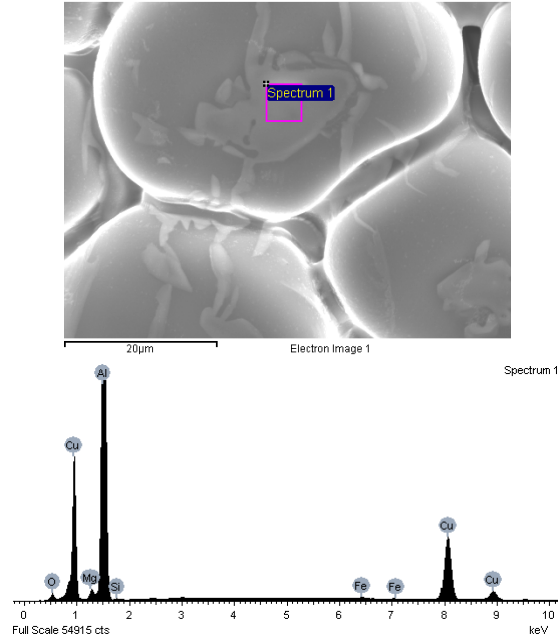 Spectrum 1
20µm
Electron Image 1
Spectrum 1
Al
Cu
Cu
O
Mg
Si
Fe
Fe
Cu
0 1 2 3 4 5 6 7 8 9 10
Full Scale 54915 cts
keV